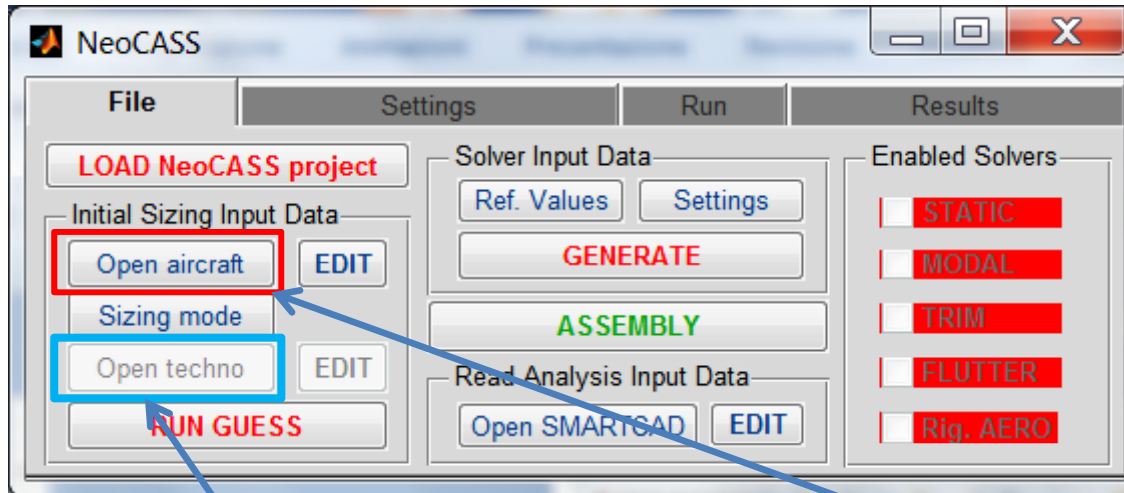 NeoCASS
File Settings Run Results
LOAD NeoCASS project
Initial Sizing Input Data
Open aircraft EDIT
Sizing mode
Open techno EDIT
RUN GUESS
Solver Input Data
Ref. Values Settings
GENERATE
ASSEMBLY
Read Analysis Input Data
Open SMARTCAD EDIT
Enabled Solvers
STATIC
MODAL
TRIM
FLUTTER
Rig. AERO